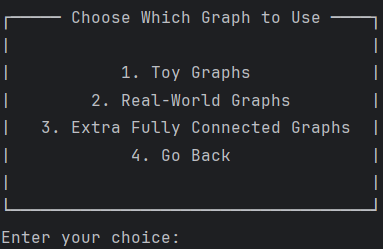 Choose Which Graph to Use
1. Toy Graphs
2. Real-World Graphs
3. Extra Fully Connected Graphs
4. Go Back
Enter your choice: